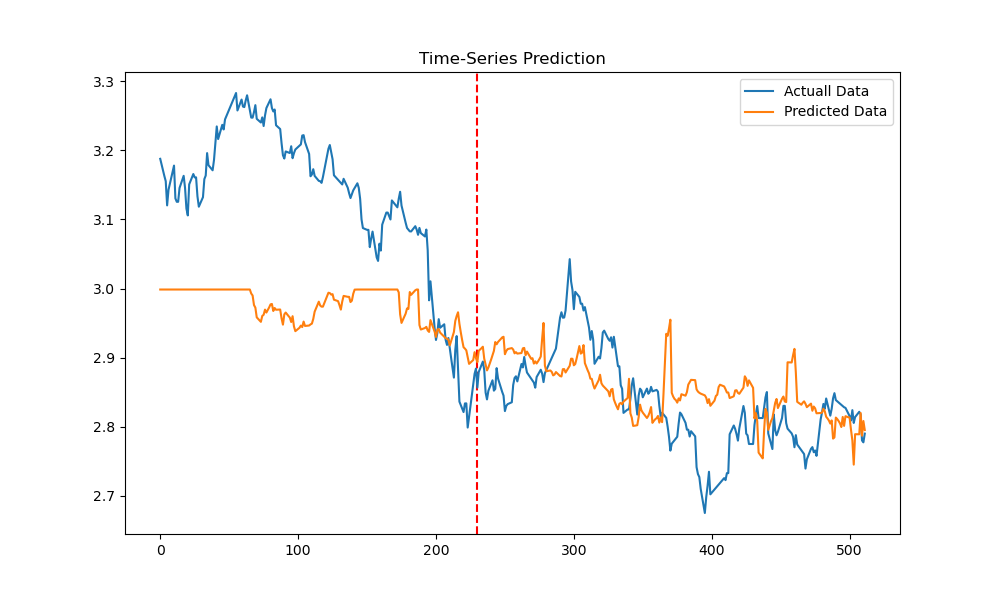 Time-Series Prediction
Actuall Data
Predicted Data
3.3
3.2
3.1
3.0
2.9
2.8
2.7
0 100 200 300 400 500